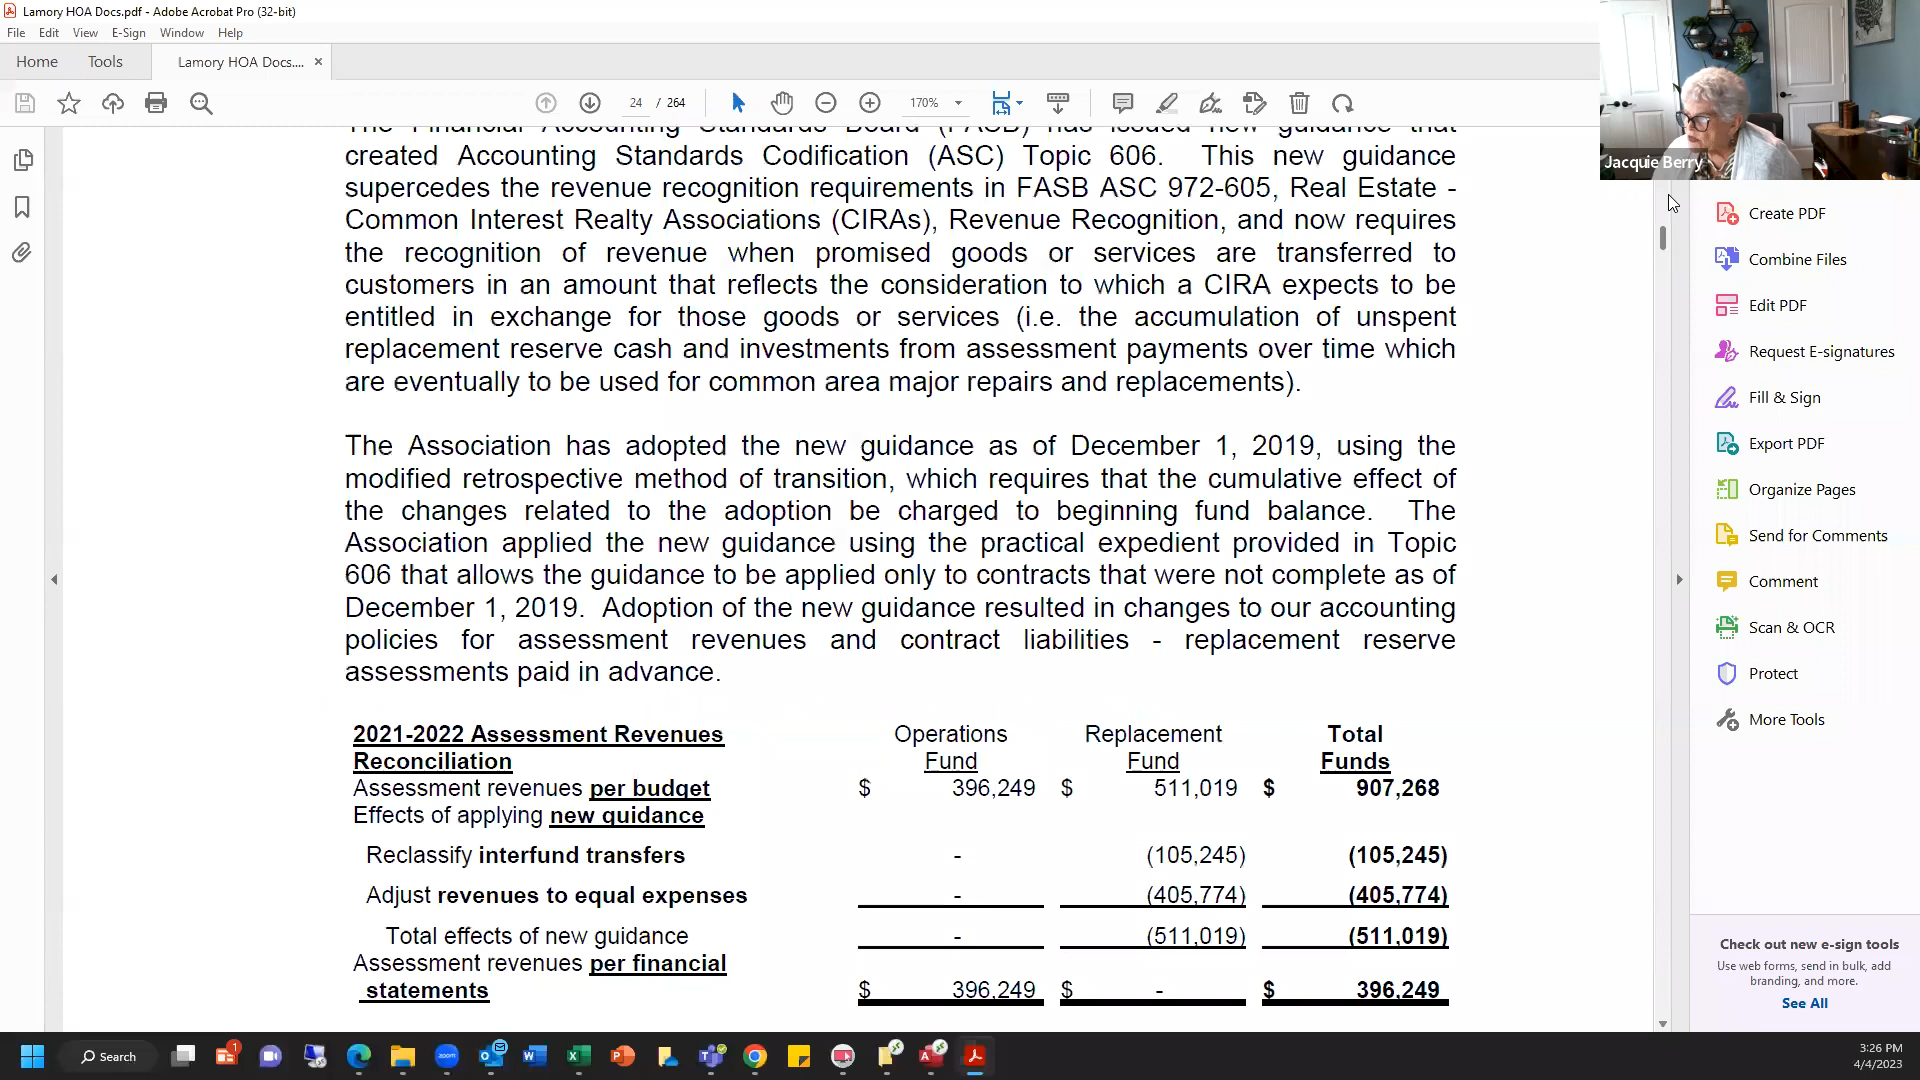 Lamory HOA Docs.pdf - Adobe Acrobat Pro (32-bit)
File Edit View E-Sign Window Help
Home Tools Lamory HOA Docs.... ×
24 / 264 170%
The Financial Accounting Standards Board (FASB) has issued new guidance that
created Accounting Standards Codification (ASC) Topic 606. This new guidance
supercedes the revenue recognition requirements in FASB ASC 972-605, Real Estate -
Common Interest Realty Associations (CIRAs), Revenue Recognition, and now requires
the recognition of revenue when promised goods or services are transferred to
customers in an amount that reflects the consideration to which a CIRA expects to be
entitled in exchange for those goods or services (i.e. the accumulation of unspent
replacement reserve cash and investments from assessment payments over time which
are eventually to be used for common area major repairs and replacements).
The Association has adopted the new guidance as of December 1, 2019, using the
modified retrospective method of transition, which requires that the cumulative effect of
the changes related to the adoption be charged to beginning fund balance. The
Association applied the new guidance using the practical expedient provided in Topic
606 that allows the guidance to be applied only to contracts that were not complete as of
December 1, 2019. Adoption of the new guidance resulted in changes to our accounting
policies for assessment revenues and contract liabilities - replacement reserve
assessments paid in advance.
2021-2022 Assessment Revenues Operations Replacement Total
Reconciliation Fund Fund Funds
Assessment revenues per budget $ 396,249 $ 511,019 $ 907,268
Effects of applying new guidance
Reclassify interfund transfers - (105,245) (105,245)
Adjust revenues to equal expenses - (405,774) (405,774)
Total effects of new guidance - (511,019) (511,019)
Assessment revenues per financial
statements $ 396,249 $ - $ 396,249
Jacquie Berry
Create PDF
Combine Files
Edit PDF
Request E-signatures
Fill & Sign
Export PDF
Organize Pages
Send for Comments
Comment
Scan & OCR
Protect
More Tools
Check out new e-sign tools
Use web forms, send in bulk, add
branding, and more.
See All
Search
3:26 PM
4/4/2023